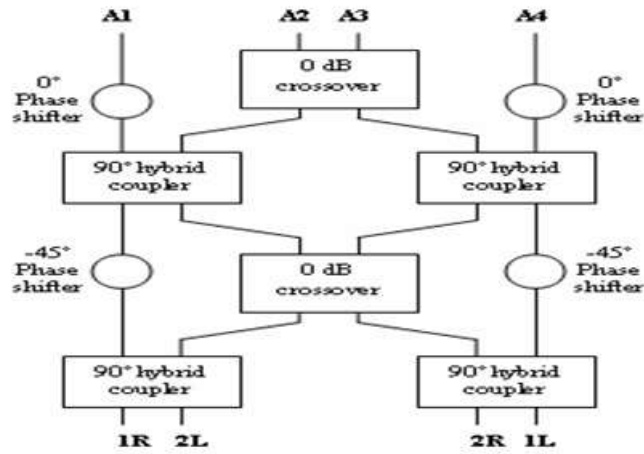 A1 A2 A3 A4
0°
Phase
shifter
0 dB
crossover
0°
Phase
shifter
90° hybrid
coupler
90° hybrid
coupler
-45°
Phase
shifter
0 dB
crossover
-45°
Phase
shifter
90° hybrid
coupler
90° hybrid
coupler
1R 2L 2R 1L